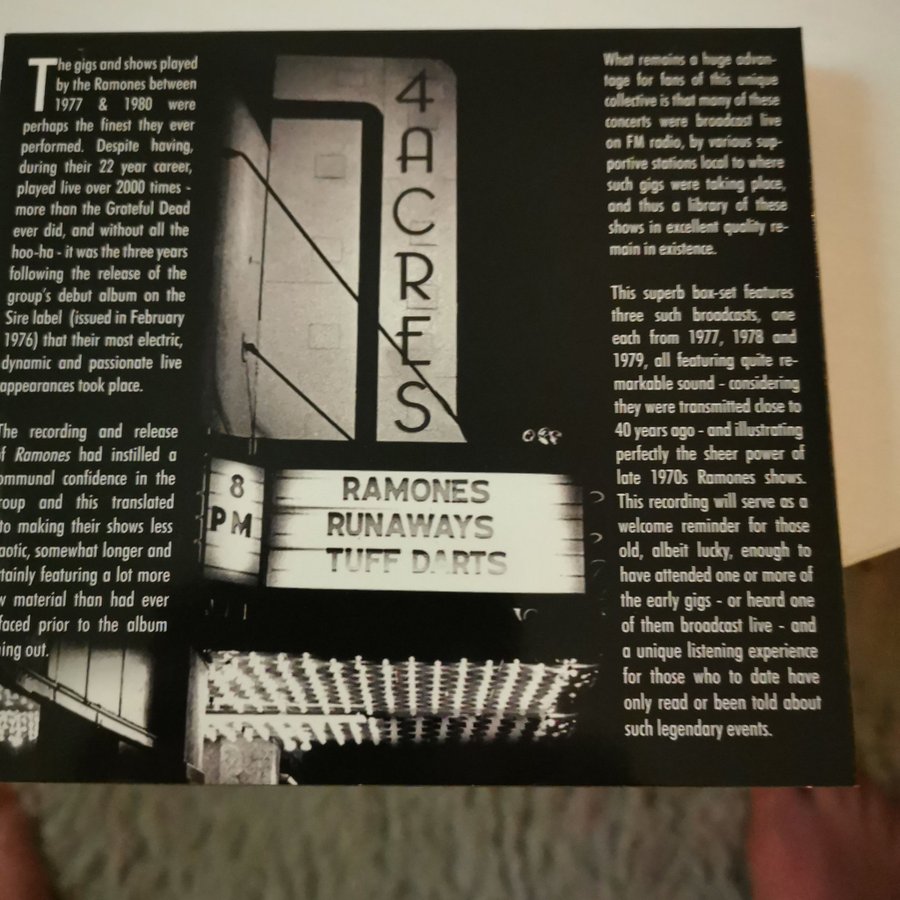 The gigs and shows played
by the Ramones between
1977 & 1980 were
perhaps the finest they ever
performed. Despite having,
during their 22 year career,
played live over 2000 times -
more than the Grateful Dead
ever did, and without all the
hoo-ha - it was the three years
following the release of the
group's debut album on the
Sire label (issued in February
1976) that their most electric,
dynamic and passionate live
appearances took place.
The recording and release
f Ramones had instilled a
ommunal confidence in the
roup and this translated
to making their shows less
aotic, somewhat longer and
tainly featuring a lot more
w material than had ever
faced prior to the album
ing out.
4 ACRES
8
PM
RAMONES
RUNAWAYS
TUFF DARTS
What remains a huge advan-
tage for fans of this unique
collective is that many of these
concerts were broadcast live
on FM radio, by various sup-
portive stations local to where
such gigs were taking place,
and thus a library of these
shows in excellent quality re-
main in existence.
This superb box-set features
three such broadcasts, one
each from 1977, 1978 and
1979, all featuring quite re-
markable sound - considering
they were transmitted close to
40 years ago - and illustrating
perfectly the sheer power of
late 1970s Ramones shows.
This recording will serve as a
welcome reminder for those
old, albeit lucky, enough to
have attended one or more of
the early gigs - or heard one
of them broadcast live - and
a unique listening experience
for those who to date have
only read or been told about
such legendary events.